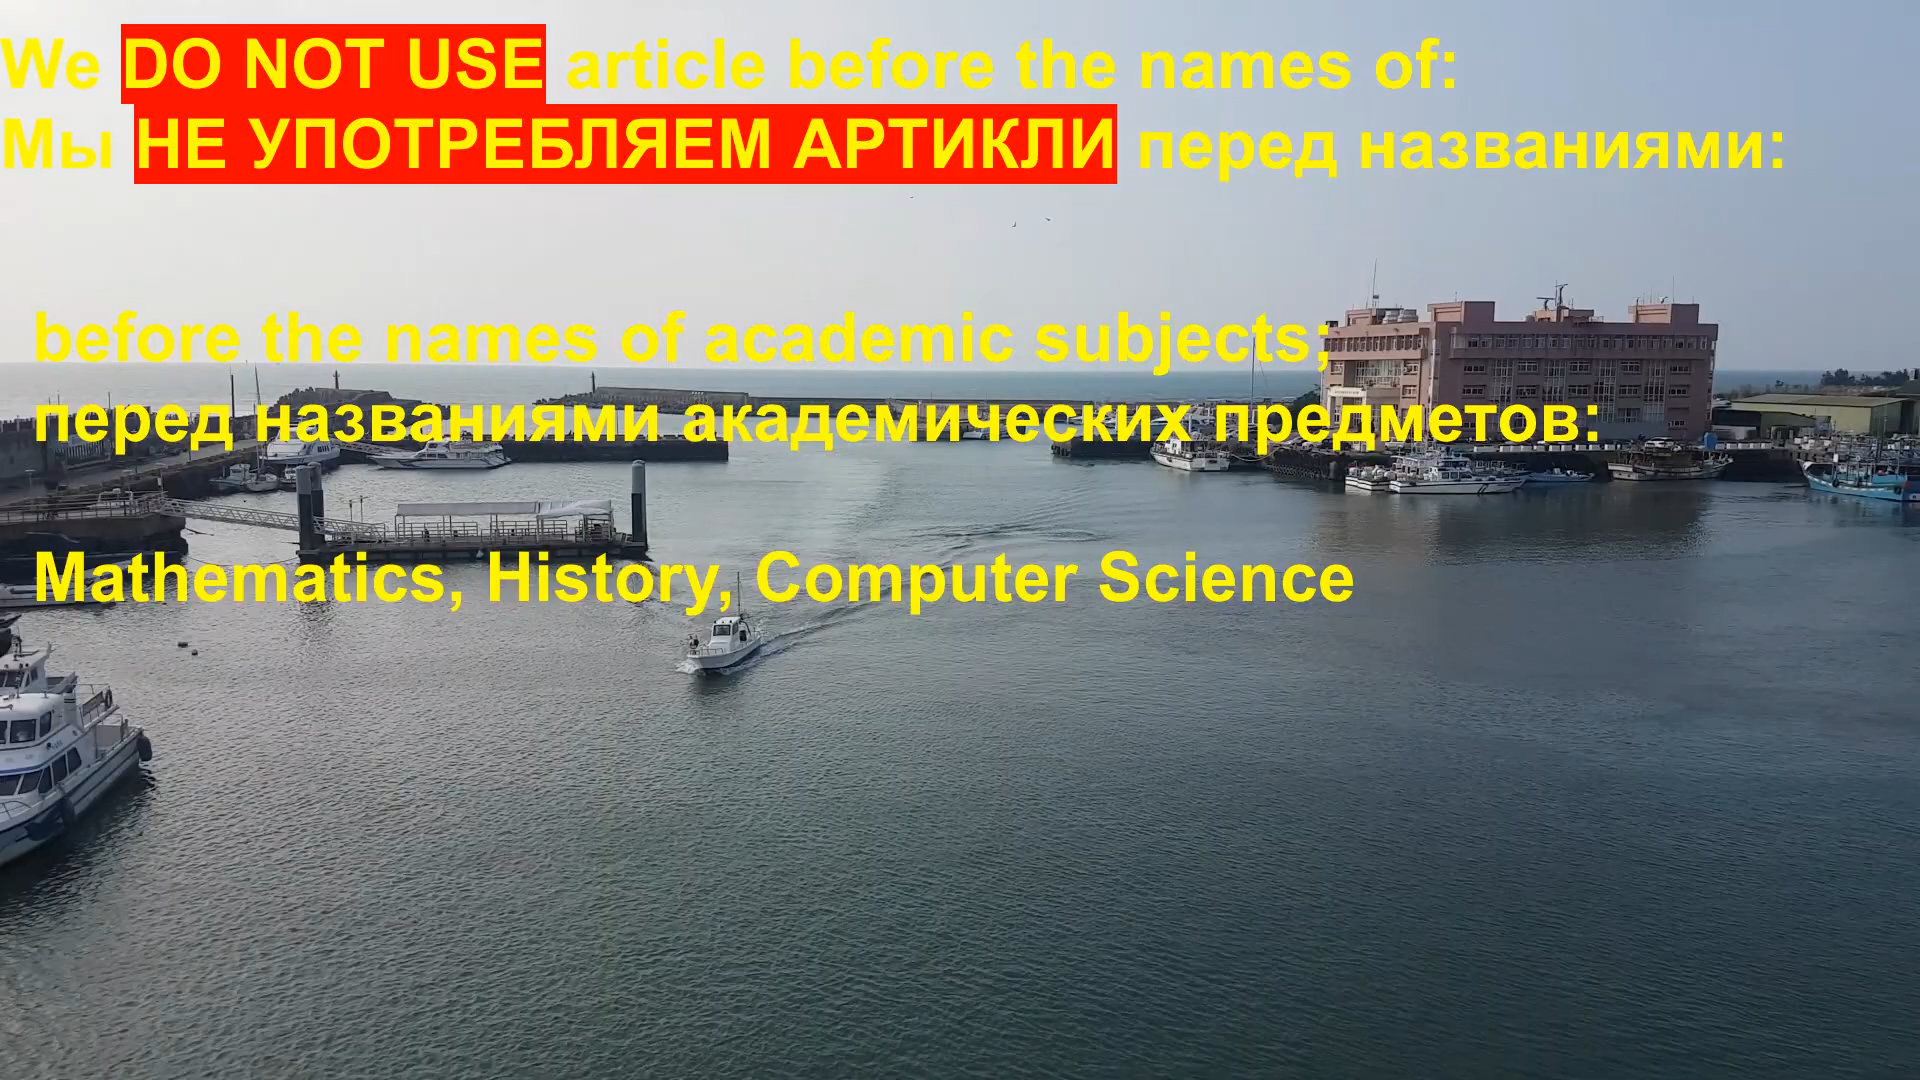 We DO NOT USE article before the names of:
Мы НЕ УПОТРЕБЛЯЕМ АРТИКЛИ перед названиями:
before the names of academic subjects;
перед названиями академических предметов:
Mathematics, History, Computer Science